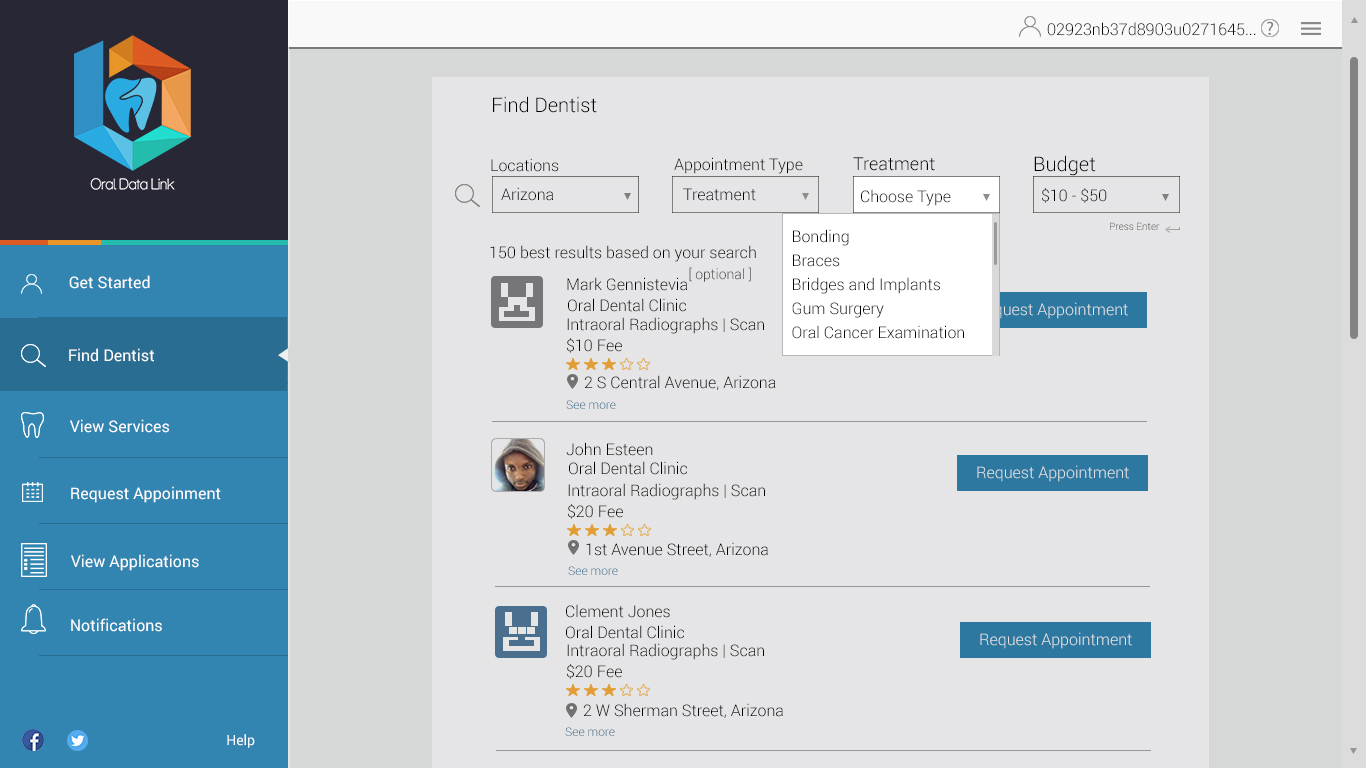 Oral Data Link
Get Started
Find Dentist
View Services
Request Appoinment
View Applications
Notifications
Help
02923nb37d8903u0271645... ?
Find Dentist
Locations
Arizona
Appointment Type
Treatment
Treatment
Choose Type
Budget
$10 - $50
Press Enter
Bonding
Braces
Bridges and Implants
Gum Surgery
Oral Cancer Examination
150 best results based on your search
[ optional ]
Mark Gennistevia
Oral Dental Clinic
Intraoral Radiographs | Scan
$10 Fee
2 S Central Avenue, Arizona
See more
quest Appointment
John Esteen
Oral Dental Clinic
Intraoral Radiographs | Scan
$20 Fee
1st Avenue Street, Arizona
See more
Request Appointment
Clement Jones
Oral Dental Clinic
Intraoral Radiographs | Scan
$20 Fee
2 W Sherman Street, Arizona
See more
Request Appointment